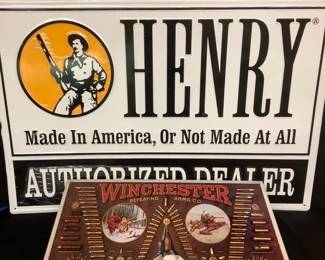 HENRY®
Made In America, Or Not Made At All
AUTHORIZED DEALER
WINCHESTER
REPEATING ARMS CO.